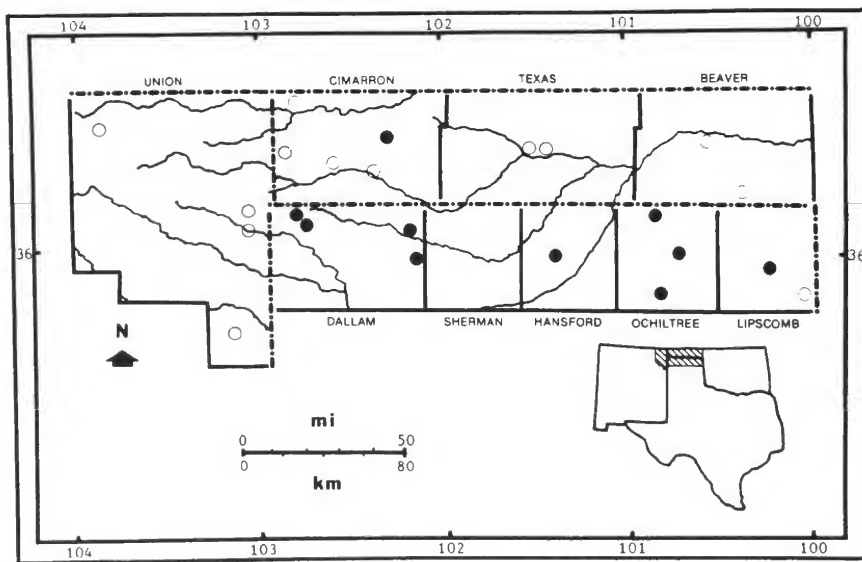 104 103 102 101 100
UNION CIMARRON TEXAS BEAVER
36 36
DALLAM SHERMAN HANSFORD OCHILTREE LIPSCOMB
N
mi
0 50
0 80
km
104 103 102 101 100